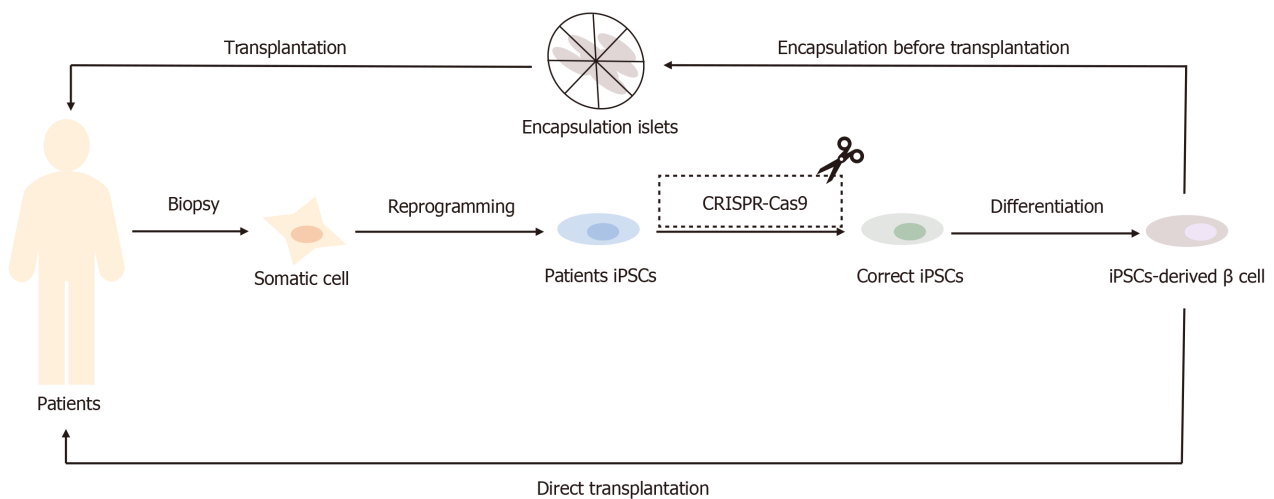 Transplantation
Encapsulation before transplantation
Encapsulation islets
Biopsy
Reprogramming
CRISPR-Cas9
Differentiation
Somatic cell
Patients iPSCs
Correct iPSCs
iPSCs-derived β cell
Patients
Direct transplantation